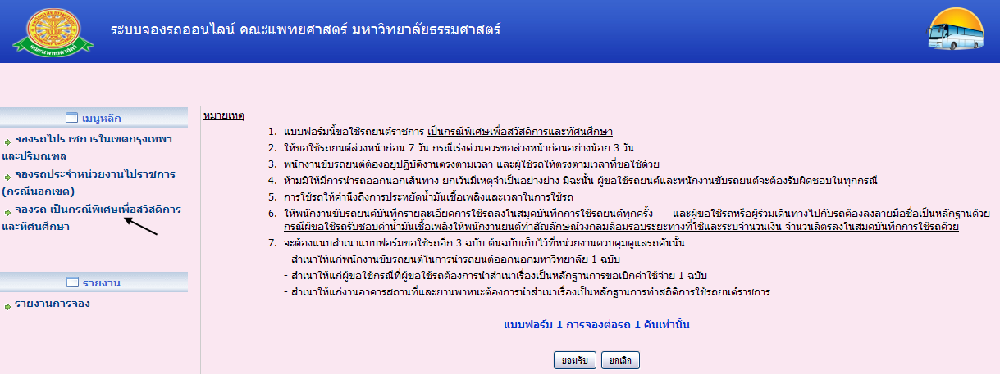 ระบบจองรถออนไลน์ คณะแพทยศาสตร์ มหาวิทยาลัยธรรมศาสตร์
เมนูหลัก
จองรถไปราชการในเขตกรุงเทพฯ
และปริมณฑล
จองรถประจำหน่วยงานไปราชการ
(กรณีนอกเขต)
จองรถ เป็นกรณีพิเศษเพื่อสวัสดิการ
และทัศนศึกษา
รายงาน
รายงานการจอง
หมายเหตุ
1. แบบฟอร์มนี้ขอใช้รถยนต์ราชการ เป็นกรณีพิเศษเพื่อสวัสดิการและทัศนศึกษา
2. ให้ขอใช้รถยนต์ล่วงหน้าก่อน 7 วัน กรณีเร่งด่วนควรขอล่วงหน้าก่อนอย่างน้อย 3 วัน
3. พนักงานขับรถยนต์ต้องอยู่ปฏิบัติงานตรงตามเวลา และผู้ใช้รถให้ตรงตามเวลาที่ขอใช้ด้วย
4. ห้ามมิให้มีการนำรถออกนอกเส้นทาง ยกเว้นมีเหตุจำเป็นอย่างย่าง มิฉะนั้น ผู้ขอใช้รถยนต์และพนักงานขับรถยนต์จะต้องรับผิดชอบในทุกกรณี
5. การใช้รถให้คำนึงถึงการประหยัดน้ำมันเชื้อเพลิงและเวลาในการใช้รถ
6. ให้พนักงานขับรถยนต์บันทึกรายละเอียดการใช้รถลงในสมุดบันทึกการใช้รถยนต์ทุกครั้ง และผู้ขอใช้รถหรือผู้ร่วมเดินทางไปกับรถต้องลงลายมือชื่อเป็นหลักฐานด้วย
กรณีผู้ขอใช้รถรับชอบค่าน้ำมันเชื้อเพลิงให้พนักงานยนต์ทำสัญลักษณ์วงกลมล้อมรอบระยะทางที่ใช้และระบุจำนวนเงิน จำนวนลิตรลงในสมุดบันทึกการใช้รถด้วย
7. จะต้องแนบสำเนาแบบฟอร์มขอใช้รถอีก 3 ฉบับ ต้นฉบับเก็บไว้ที่หน่วยงานควบคุมดูแลรถคันนั้น
- สำเนาให้แก่พนักงานขับรถยนต์ในการนำรถยนต์ออกนอกมหาวิทยาลัย 1 ฉบับ
- สำเนาให้แก่ผู้ขอใช้กรณีที่ผู้ขอใช้รถต้องการนำสำเนาเรื่องเป็นหลักฐานการขอเบิกค่าใช้จ่าย 1 ฉบับ
- สำเนาให้แก่งานอาคารสถานที่และยานพาหนะต้องการนำสำเนาเรื่องเป็นหลักฐานการทำสถิติการใช้รถยนต์ราชการ
แบบฟอร์ม 1 การจองต่อรถ 1 คันเท่านั้น
ยอมรับ ยกเลิก